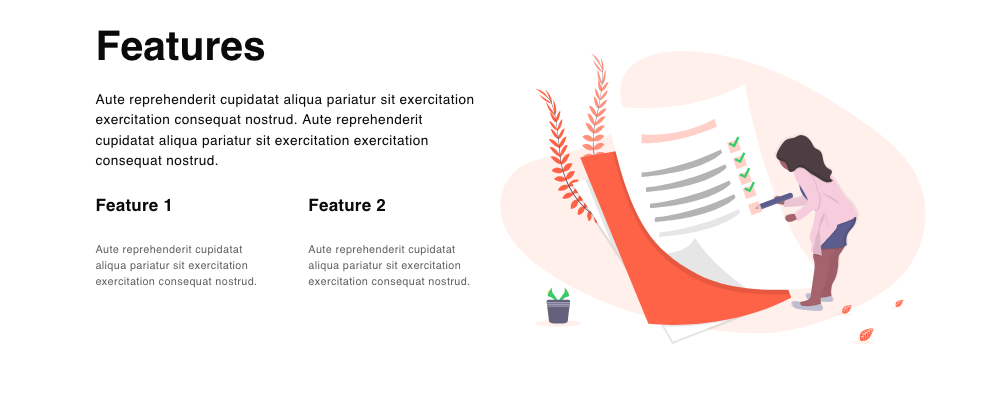 Features
Aute reprehenderit cupidatat aliqua pariatur sit exercitation
exercitation consequat nostrud. Aute reprehenderit
cupidatat aliqua pariatur sit exercitation exercitation
consequat nostrud.
Feature 1
Aute reprehenderit cupidatat
aliqua pariatur sit exercitation
exercitation consequat nostrud.
Feature 2
Aute reprehenderit cupidatat
aliqua pariatur sit exercitation
exercitation consequat nostrud.